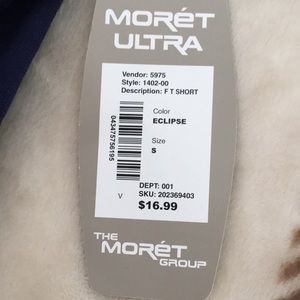 MORÉT
ULTRA
Vendor: 5975
Style: 1402-00
Description: F T SHORT
Color
ECLIPSE
Size
S
043475756195
DEPT: 001
SKU: 202369403
V
$16.99
THE
MORÉT
GROUP